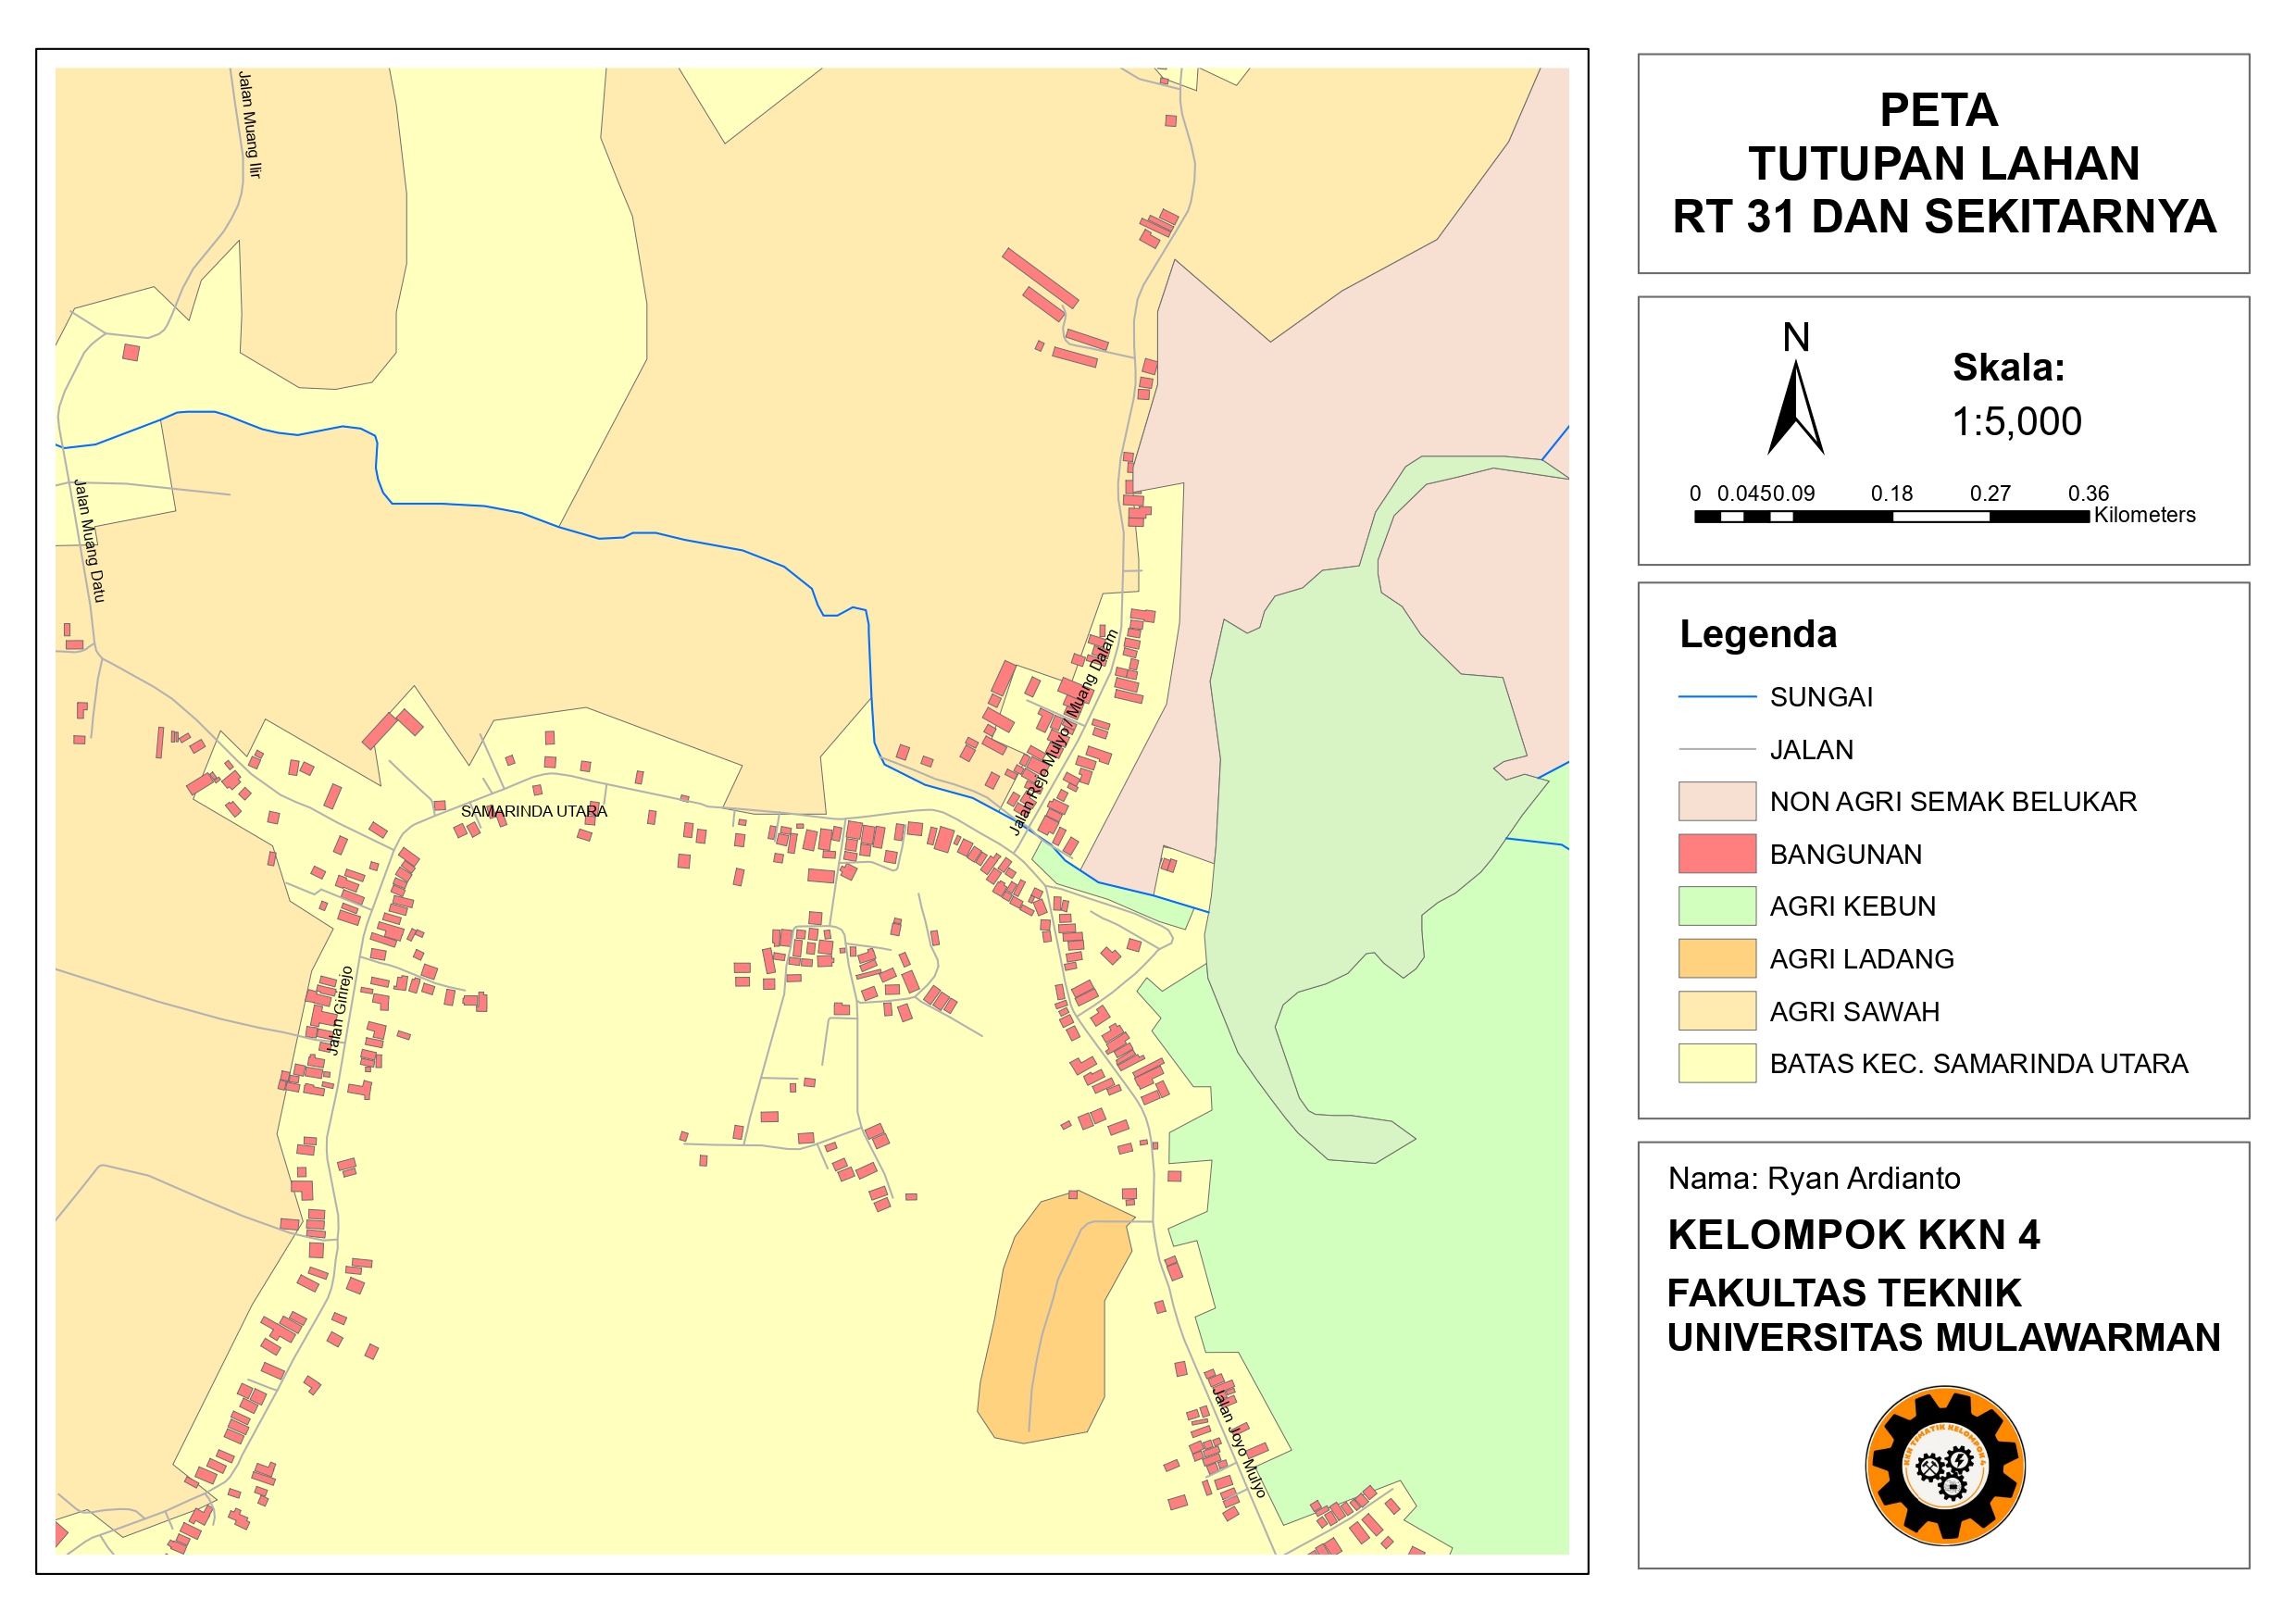 PETA
TUTUPAN LAHAN
RT 31 DAN SEKITARNYA
N
Skala:
1:5,000
0 0.0450.09 0.18 0.27 0.36
Kilometers
Legenda
SUNGAI
JALAN
NON AGRI SEMAK BELUKAR
BANGUNAN
AGRI KEBUN
AGRI LADANG
AGRI SAWAH
BATAS KEC. SAMARINDA UTARA
Nama: Ryan Ardianto
KELOMPOK KKN 4
FAKULTAS TEKNIK
UNIVERSITAS MULAWARMAN
KKN TEMATIK KELOMPOK 4
Jalan Muang Ilir
Jalan Muang Datu
SAMARINDA UTARA
Jalan Rejo Mulyo / Muang Dalam
Jalan Ginrejo
Jalan Joyo Mulyo